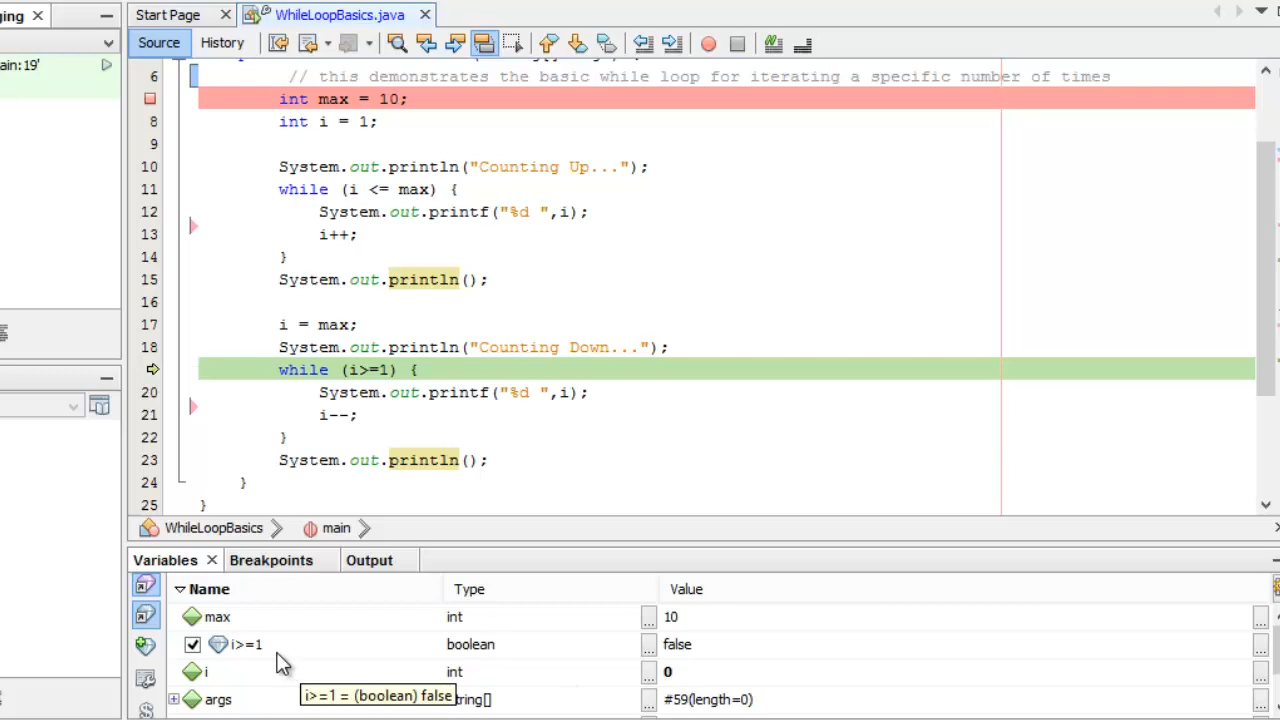 ging
Start Page
WhileLoopBasics.java
Source
History
ain:19'
6 // this demonstrates the basic while loop for iterating a specific number of times
int max = 10;
8 int i = 1;
9
10 System.out.println("Counting Up...");
11 while (i <= max) {
12 System.out.printf("%d ",i);
13 i++;
14 }
15 System.out.println();
16
17 i = max;
18 System.out.println("Counting Down...");
while (i>=1) {
20 System.out.printf("%d ",i);
21 i--;
22 }
23 System.out.println();
24 }
25 }
WhileLoopBasics
main
Variables
Breakpoints
Output
Name Type Value
max int ... 10 ...
i>=1 boolean ... false ...
i int ... 0 ...
i>=1 = (boolean) false
args tring[] ... #59(length=0) ...